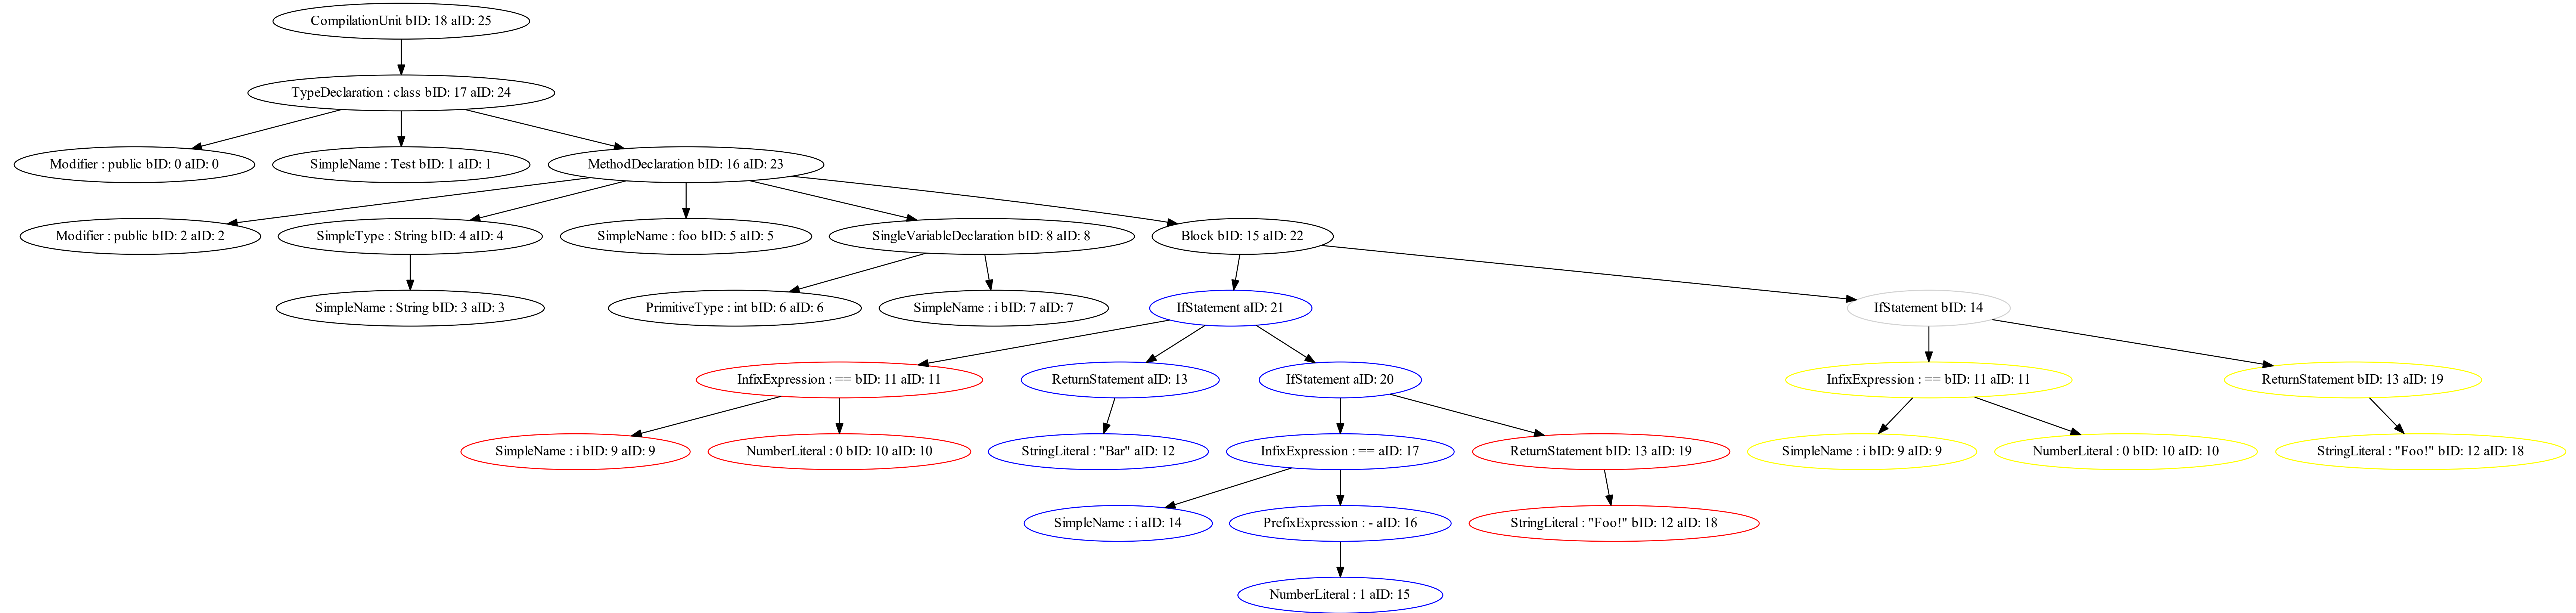 CompilationUnit bID: 18 aID: 25
TypeDeclaration : class bID: 17 aID: 24
Modifier : public bID: 0 aID: 0
SimpleName : Test bID: 1 aID: 1
MethodDeclaration bID: 16 aID: 23
Modifier : public bID: 2 aID: 2
SimpleType : String bID: 4 aID: 4
SimpleName : foo bID: 5 aID: 5
SingleVariableDeclaration bID: 8 aID: 8
Block bID: 15 aID: 22
SimpleName : String bID: 3 aID: 3
PrimitiveType : int bID: 6 aID: 6
SimpleName : i bID: 7 aID: 7
IfStatement aID: 21
IfStatement bID: 14
InfixExpression : == bID: 11 aID: 11
ReturnStatement aID: 13
IfStatement aID: 20
InfixExpression : == bID: 11 aID: 11
ReturnStatement bID: 13 aID: 19
SimpleName : i bID: 9 aID: 9
NumberLiteral : 0 bID: 10 aID: 10
StringLiteral : "Bar" aID: 12
InfixExpression : == aID: 17
ReturnStatement bID: 13 aID: 19
SimpleName : i bID: 9 aID: 9
NumberLiteral : 0 bID: 10 aID: 10
StringLiteral : "Foo!" bID: 12 aID: 18
SimpleName : i aID: 14
PrefixExpression : - aID: 16
StringLiteral : "Foo!" bID: 12 aID: 18
NumberLiteral : 1 aID: 15